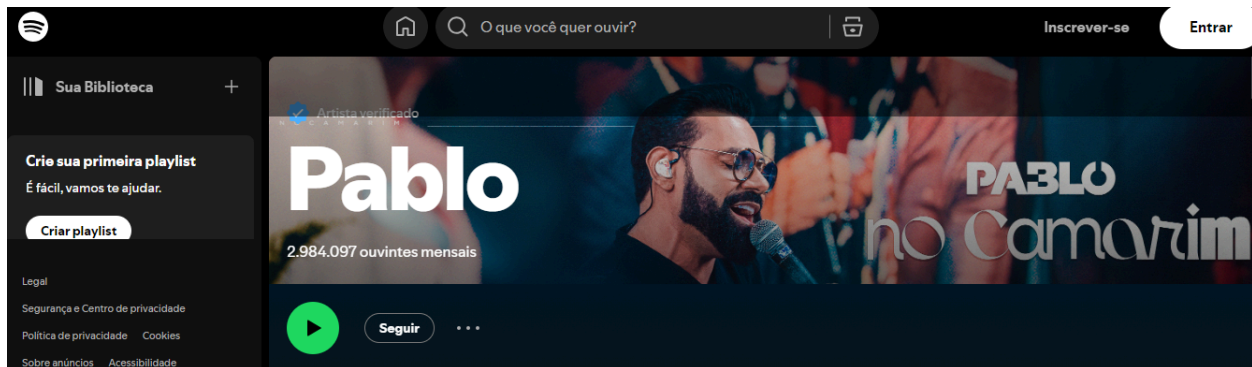 O que você quer ouvir?
Inscrever-se
Entrar
Sua Biblioteca
Crie sua primeira playlist
É fácil, vamos te ajudar.
Criar playlist
Legal
Segurança e Centro de privacidade
Política de privacidade Cookies
Sobre anúncios Acessibilidade
Artista verificado
NO CAMARIM
Pablo
2.984.097 ouvintes mensais
PABLO
no Camarim
Seguir